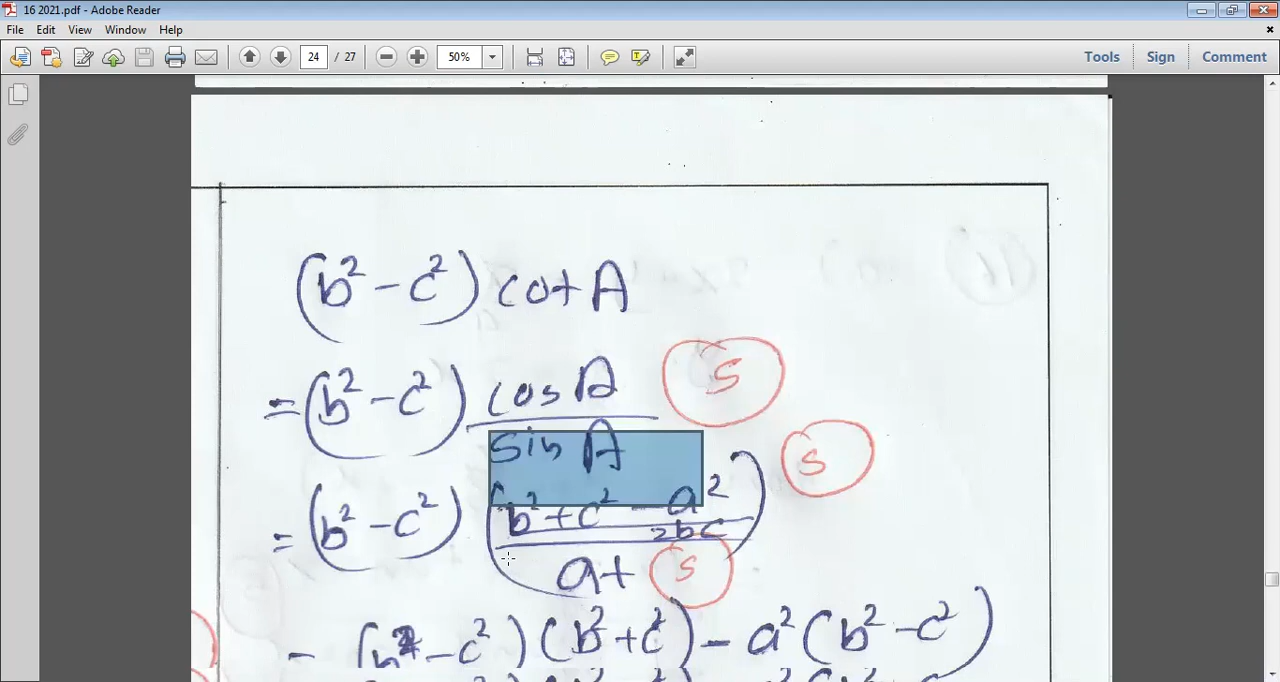 16 2021.pdf - Adobe Reader
File Edit View Window Help
24 / 27 50% Tools Sign Comment
(b² - c²) cot A
= (b² - c²) cos A / sin A S
= (b² - c²) ((b² + c² - a² / 2bc) / at) S
S
= (b² - c²)(b² + c²) - a²(b² - c²)